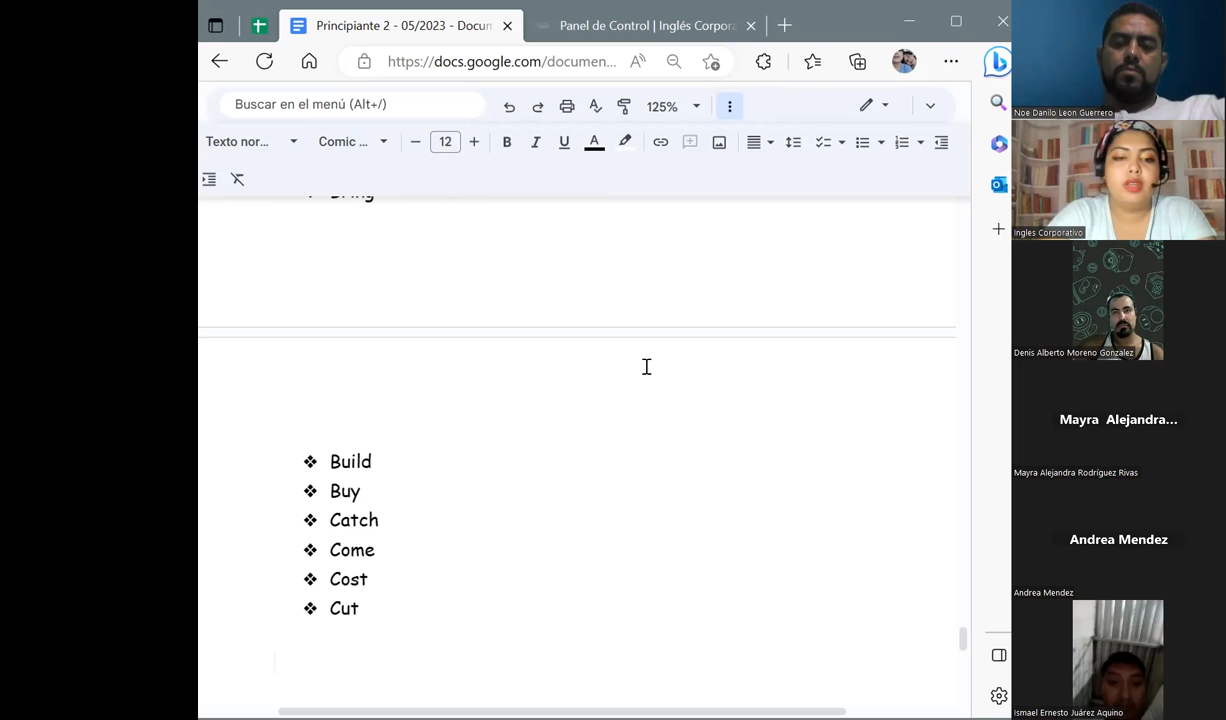 Principiante 2 - 05/2023 - Docun
Panel de Control | Inglés Corpora
https://docs.google.com/documen...
Buscar en el menú (Alt+/)
125%
Texto nor...
Comic ...
12
B
I
U
A
Bring
❖ Build
❖ Buy
❖ Catch
❖ Come
❖ Cost
❖ Cut
Noe Danilo Leon Guerrero
Ingles Corporativo
Denis Alberto Moreno Gonzalez
Mayra Alejandra...
Mayra Alejandra Rodríguez Rivas
Andrea Mendez
Andrea Mendez
Ismael Ernesto Juárez Aquino